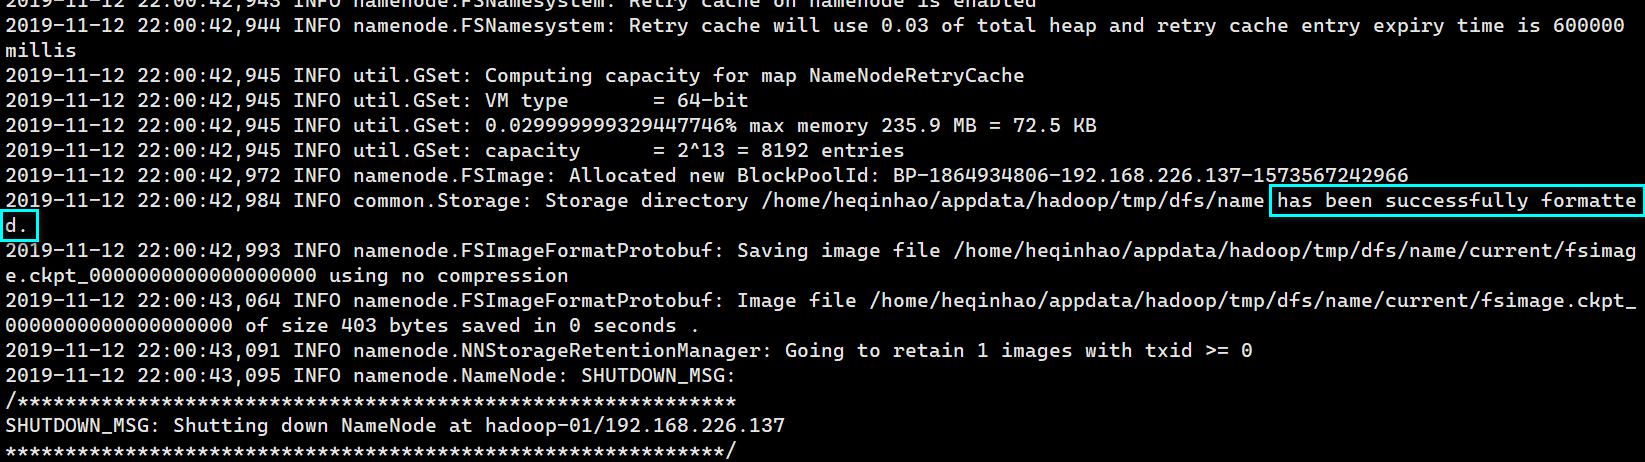 2019-11-12 22:00:42,943 INFO namenode.FSNamesystem: Retry cache on namenode is enabled
2019-11-12 22:00:42,944 INFO namenode.FSNamesystem: Retry cache will use 0.03 of total heap and retry cache entry expiry time is 600000
millis
2019-11-12 22:00:42,945 INFO util.GSet: Computing capacity for map NameNodeRetryCache
2019-11-12 22:00:42,945 INFO util.GSet: VM type       = 64-bit
2019-11-12 22:00:42,945 INFO util.GSet: 0.029999999329447746% max memory 235.9 MB = 72.5 KB
2019-11-12 22:00:42,945 INFO util.GSet: capacity      = 2^13 = 8192 entries
2019-11-12 22:00:42,972 INFO namenode.FSImage: Allocated new BlockPoolId: BP-1864934806-192.168.226.137-1573567242966
2019-11-12 22:00:42,984 INFO common.Storage: Storage directory /home/heqinhao/appdata/hadoop/tmp/dfs/name has been successfully formatte
d.
2019-11-12 22:00:42,993 INFO namenode.FSImageFormatProtobuf: Saving image file /home/heqinhao/appdata/hadoop/tmp/dfs/name/current/fsimag
e.ckpt_0000000000000000000 using no compression
2019-11-12 22:00:43,064 INFO namenode.FSImageFormatProtobuf: Image file /home/heqinhao/appdata/hadoop/tmp/dfs/name/current/fsimage.ckpt_
0000000000000000000 of size 403 bytes saved in 0 seconds .
2019-11-12 22:00:43,091 INFO namenode.NNStorageRetentionManager: Going to retain 1 images with txid >= 0
2019-11-12 22:00:43,095 INFO namenode.NameNode: SHUTDOWN_MSG:
/************************************************************
SHUTDOWN_MSG: Shutting down NameNode at hadoop-01/192.168.226.137
************************************************************/